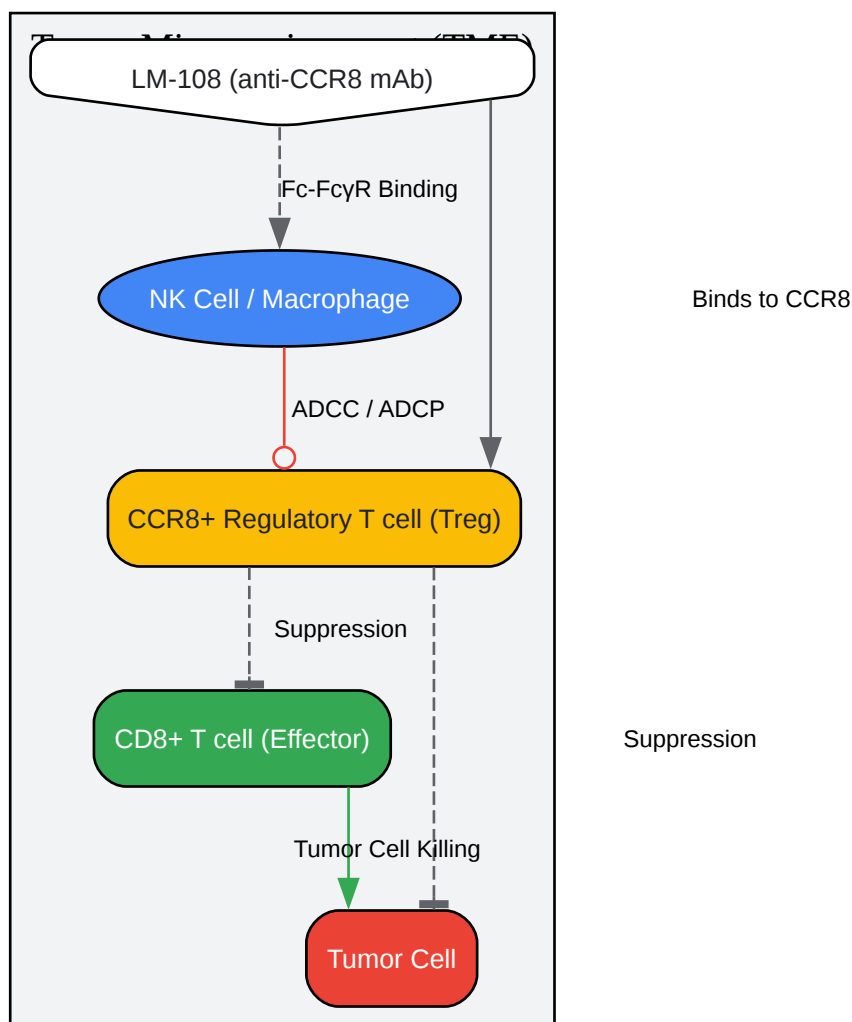 LM-108 (anti-CCR8 mAb)
Fc-FcγR Binding
NK Cell / Macrophage
Binds to CCR8
ADCC / ADCP
CCR8+ Regulatory T cell (Treg)
Suppression
CD8+ T cell (Effector)
Suppression
Tumor Cell Killing
Tumor Cell